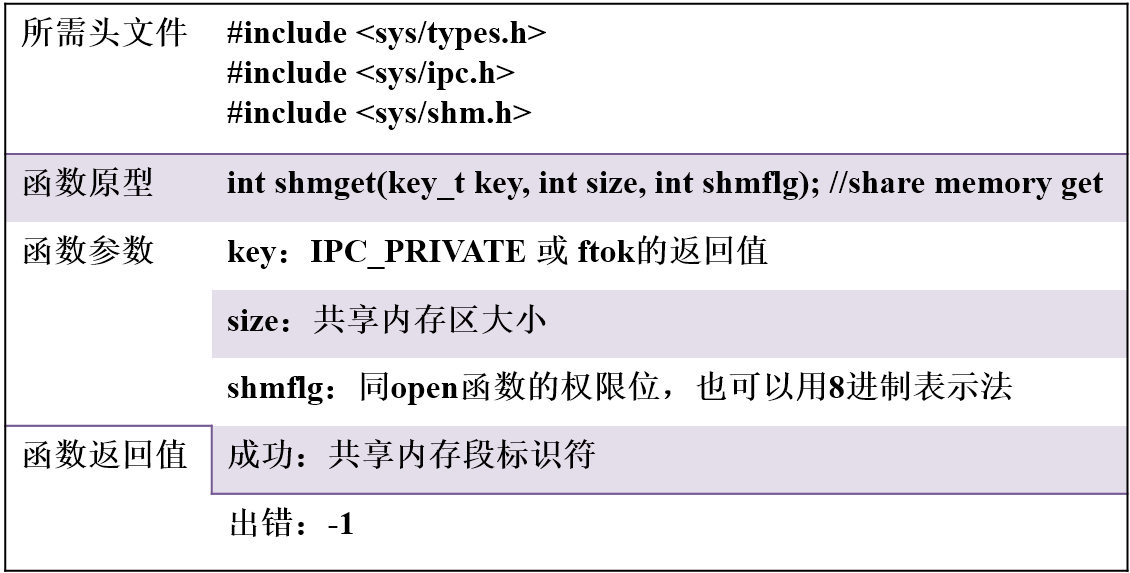 所需头文件
#include <sys/types.h>
#include <sys/ipc.h>
#include <sys/shm.h>
函数原型
int shmget(key_t key, int size, int shmflg); //share memory get
函数参数
key：IPC_PRIVATE 或 ftok的返回值
size：共享内存区大小
shmflg：同open函数的权限位，也可以用8进制表示法
函数返回值
成功：共享内存段标识符
出错：-1